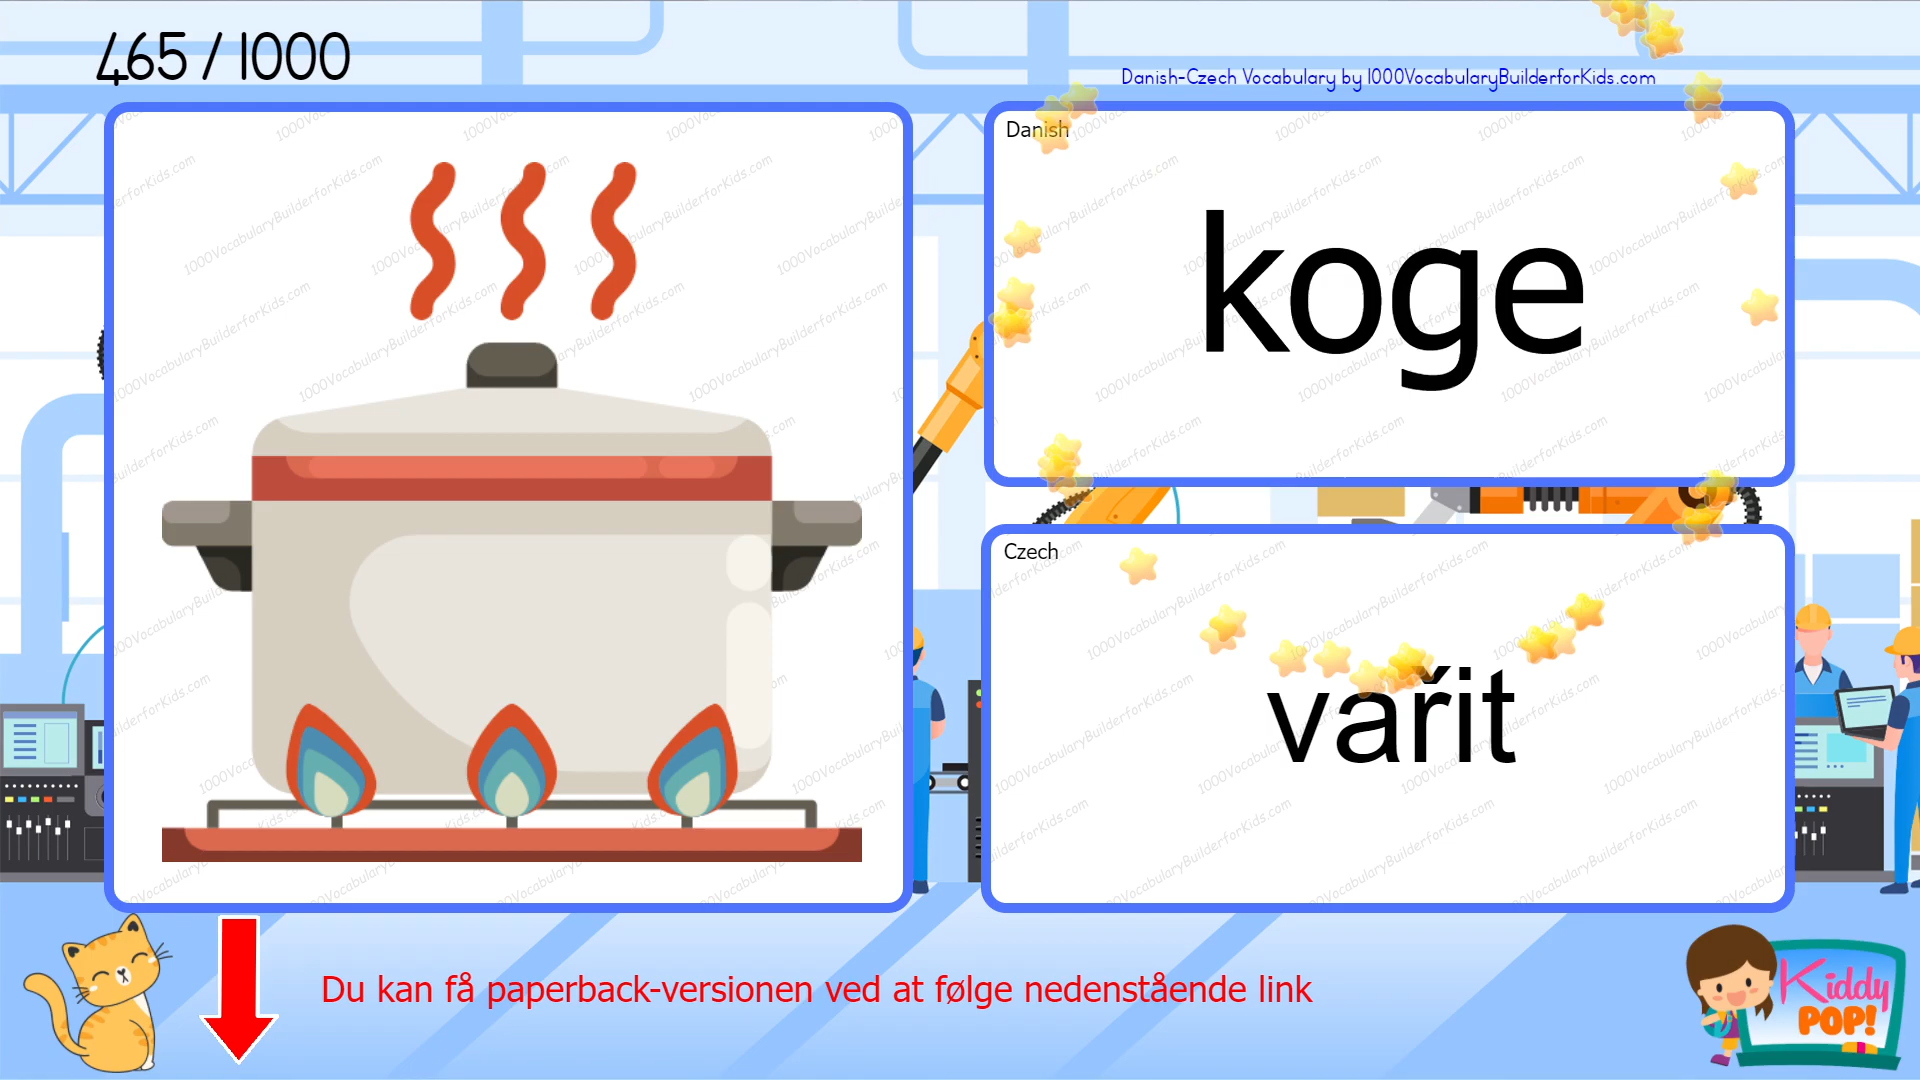 465 / 1000
Danish-Czech Vocabulary by 1000VocabularyBuilderforKids.com
Danish
koge
Czech
vařit
Du kan få paperback-versionen ved at følge nedenstående link
Kiddy
POP!